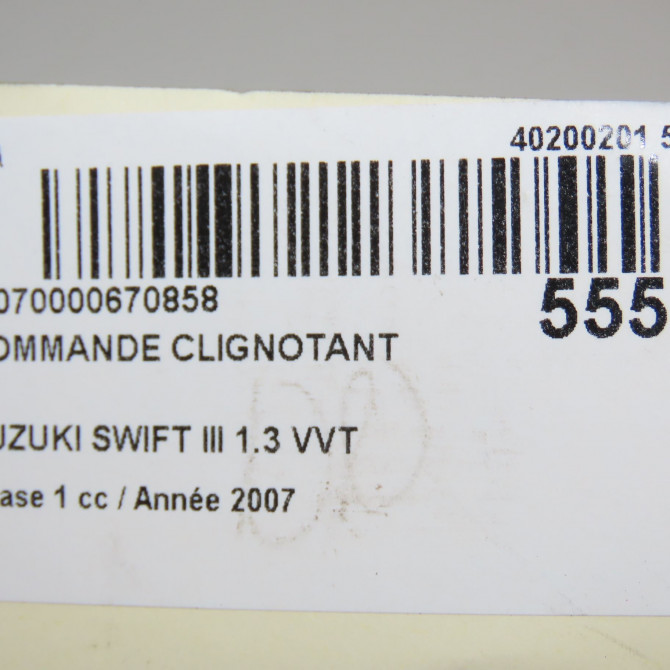 40200201 5
070000670858
555
OMMANDE CLIGNOTANT
UZUKI SWIFT III 1.3 VVT
ase 1 cc / Année 2007